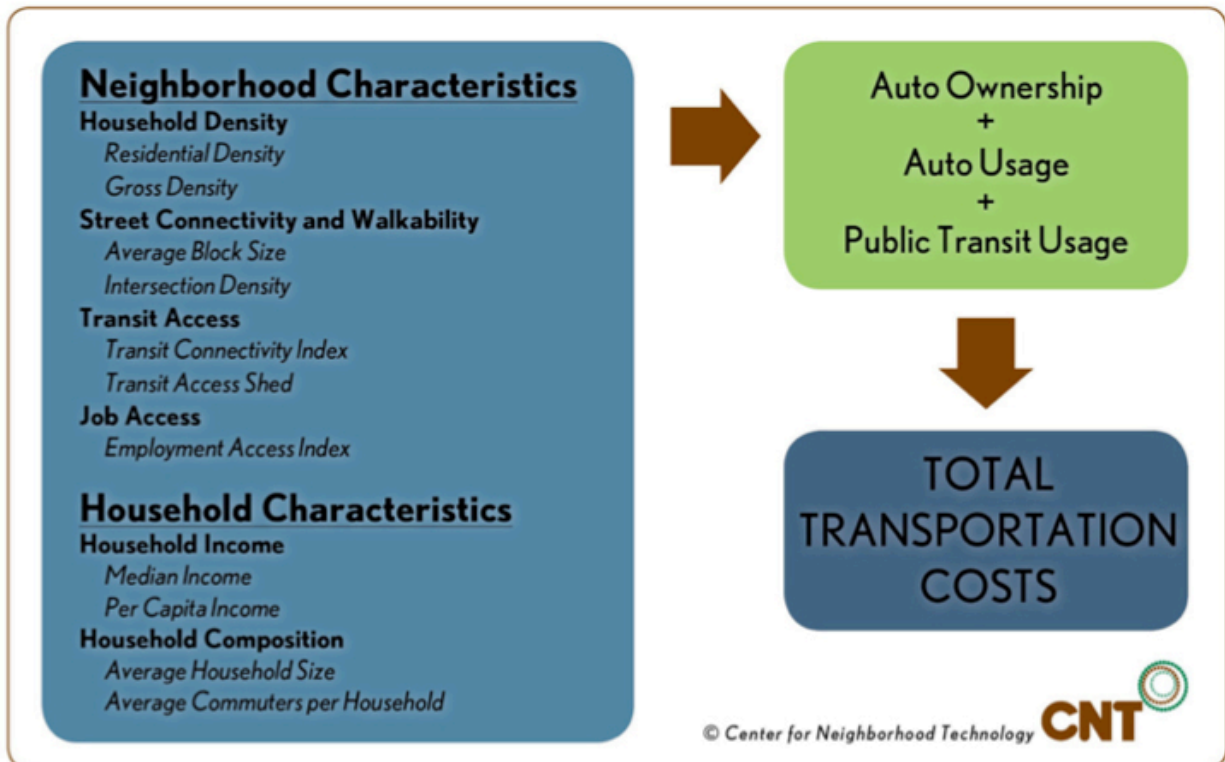 Neighborhood Characteristics
Household Density
Residential Density
Gross Density
Street Connectivity and Walkability
Average Block Size
Intersection Density
Transit Access
Transit Connectivity Index
Transit Access Shed
Job Access
Employment Access Index
Household Characteristics
Household Income
Median Income
Per Capita Income
Household Composition
Average Household Size
Average Commuters per Household
Auto Ownership
+
Auto Usage
+
Public Transit Usage
TOTAL
TRANSPORTATION
COSTS
© Center for Neighborhood Technology CNT